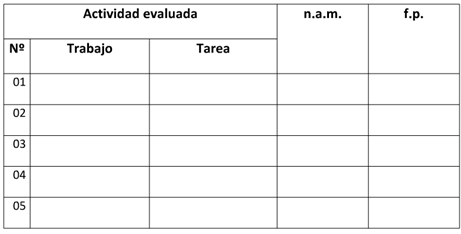 Actividad evaluada n.a.m. f.p.
Nº Trabajo Tarea
01
02
03
04
05